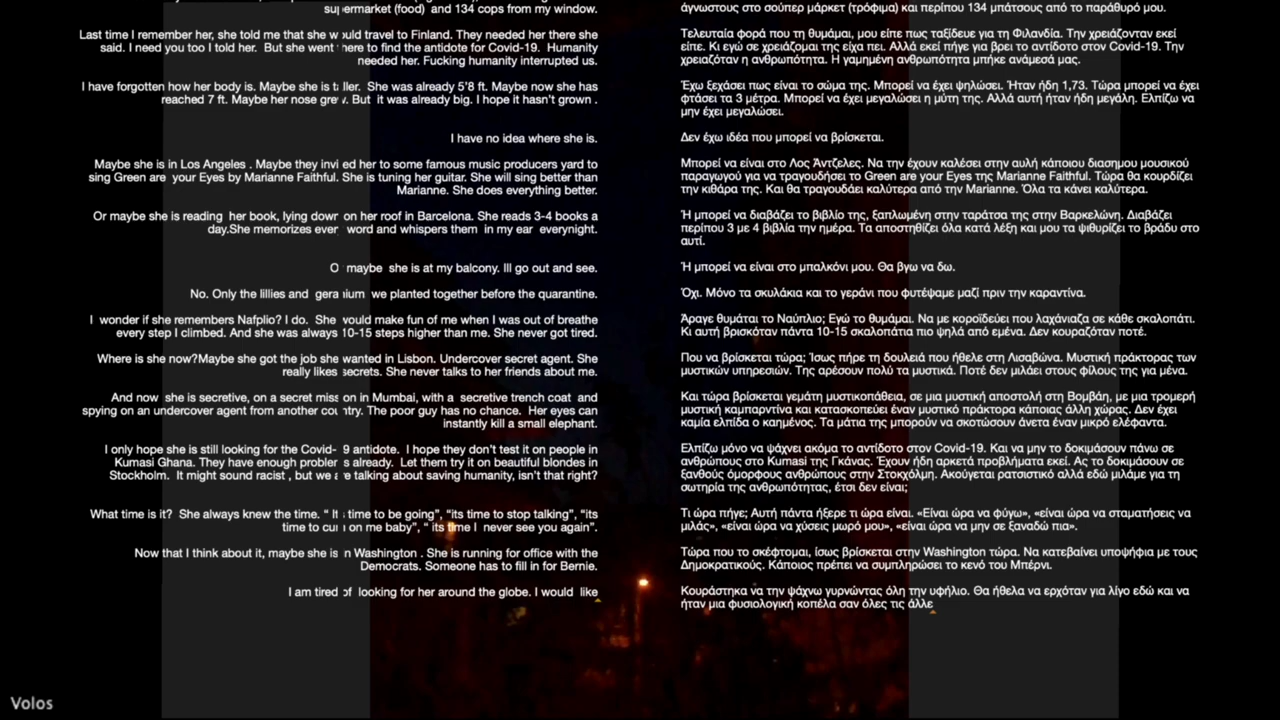 supermarket (food) and 134 cops from my window.
Last time I remember her, she told me that she would travel to Finland. They needed her there she
said. I need you too I told her. But she went there to find the antidote for Covid-19. Humanity
needed her. Fucking humanity interrupted us.
I have forgotten how her body is. Maybe she is taller. She was already 5'8 ft. Maybe now she has
reached 7 ft. Maybe her nose grew. But it was already big. I hope it hasn't grown .
I have no idea where she is.
Maybe she is in Los Angeles . Maybe they invited her to some famous music producers yard to
sing Green are your Eyes by Marianne Faithful. She is tuning her guitar. She will sing better than
Marianne. She does everything better.
Or maybe she is reading her book, lying down on her roof in Barcelona. She reads 3-4 books a
day.She memorizes every word and whispers them in my ear everynight.
Or maybe she is at my balcony. Ill go out and see.
No. Only the lillies and geranium we planted together before the quarantine.
I wonder if she remembers Nafplio? I do. She would make fun of me when I was out of breathe
every step I climbed. And she was always 10-15 steps higher than me. She never got tired.
Where is she now?Maybe she got the job she wanted in Lisbon. Undercover secret agent. She
really likes secrets. She never talks to her friends about me.
And now she is secretive, on a secret mission in Mumbai, with a secretive trench coat and
spying on an undercover agent from another country. The poor guy has no chance. Her eyes can
instantly kill a small elephant.
I only hope she is still looking for the Covid-19 antidote. I hope they don't test it on people in
Kumasi Ghana. They have enough problems already. Let them try it on beautiful blondes in
Stockholm. It might sound racist , but we are talking about saving humanity, isn't that right?
What time is it? She always knew the time. “ Its time to be going”, “its time to stop talking”, “its
time to cum on me baby”, “ its time I never see you again”.
Now that I think about it, maybe she is in Washington . She is running for office with the
Democrats. Someone has to fill in for Bernie.
I am tired of looking for her around the globe. I would like
άγνωστους στο σούπερ μάρκετ (τρόφιμα) και περίπου 134 μπάτσους από το παράθυρό μου.
Τελευταία φορά που τη θυμάμαι, μου είπε πως ταξίδευε για τη Φιλανδία. Την χρειάζονταν εκεί
είπε. Κι εγώ σε χρειάζομαι της είχα πει. Αλλά εκεί πήγε για βρει το αντίδοτο στον Covid-19. Την
χρειαζόταν η ανθρωπότητα. Η γαμημένη ανθρωπότητα μπήκε ανάμεσά μας.
Έχω ξεχάσει πως είναι το σώμα της. Μπορεί να έχει ψηλώσει. Ήταν ήδη 1,73. Τώρα μπορεί να έχει
φτάσει τα 3 μέτρα. Μπορεί να έχει μεγαλώσει η μύτη της. Αλλά αυτή ήταν ήδη μεγάλη. Ελπίζω να
μην έχει μεγαλώσει.
Δεν έχω ιδέα που μπορεί να βρίσκεται.
Μπορεί να είναι στο Λος Άντζελες. Να την έχουν καλέσει στην αυλή κάποιου διασημου μουσικού
παραγωγού για να τραγουδήσει το Green are your Eyes της Marianne Faithful. Τώρα θα κουρδίζει
την κιθάρα της. Και θα τραγουδάει καλύτερα από την Marianne. Όλα τα κάνει καλύτερα.
Ή μπορεί να διαβάζει το βιβλίο της, ξαπλωμένη στην ταράτσα της στην Βαρκελώνη. Διαβάζει
περίπου 3 με 4 βιβλία την ημέρα. Τα αποστηθίζει όλα κατά λέξη και μου τα ψιθυρίζει το βράδυ στο
αυτί.
Ή μπορεί να είναι στο μπαλκόνι μου. Θα βγω να δω.
Όχι. Μόνο τα σκυλάκια και το γεράνι που φυτέψαμε μαζί πριν την καραντίνα.
Άραγε θυμάται το Ναύπλιο; Εγώ το θυμάμαι. Να με κοροϊδεύει που λαχάνιαζα σε κάθε σκαλοπάτι.
Κι αυτή βρισκόταν πάντα 10-15 σκαλοπάτια πιο ψηλά από εμένα. Δεν κουραζόταν ποτέ.
Που να βρίσκεται τώρα; Ίσως πήρε τη δουλειά που ήθελε στη Λισαβώνα. Μυστική πράκτορας των
μυστικών υπηρεσιών. Της αρέσουν πολύ τα μυστικά. Ποτέ δεν μιλάει στους φίλους της για μένα.
Και τώρα βρίσκεται γεμάτη μυστικοπάθεια, σε μια μυστική αποστολή στη Βομβάη, με μια τρομερή
μυστική καμπαρντίνα και κατασκοπεύει έναν μυστικό πράκτορα κάποιας άλλη χώρας. Δεν έχει
καμία ελπίδα ο καημένος. Τα μάτια της μπορούν να σκοτώσουν άνετα έναν μικρό ελέφαντα.
Ελπίζω μόνο να ψάχνει ακόμα το αντίδοτο στον Covid-19. Και να μην το δοκιμάσουν πάνω σε
ανθρώπους στο Kumasi της Γκάνας. Έχουν ήδη αρκετά προβλήματα εκεί. Ας το δοκιμάσουν σε
ξανθούς όμορφους ανθρώπους στην Στοκχόλμη. Ακούγεται ρατσιστικό αλλά εδώ μιλάμε για τη
σωτηρία της ανθρωπότητας, έτσι δεν είναι;
Τι ώρα πήγε; Αυτή πάντα ήξερε τι ώρα είναι. «Είναι ώρα να φύγω», «είναι ώρα να σταματήσεις να
μιλάς», «είναι ώρα να χύσεις μωρό μου», «είναι ώρα να μην σε ξαναδώ πια».
Τώρα που το σκέφτομαι, ίσως βρίσκεται στην Washington τώρα. Να κατεβαίνει υποψήφια με τους
Δημοκρατικούς. Κάποιος πρέπει να συμπληρώσει το κενό του Μπέρνι.
Κουράστηκα να την ψάχνω γυρνώντας όλη την υφήλιο. Θα ήθελα να ερχόταν για λίγο εδώ και να
ήταν μια φυσιολογική κοπέλα σαν όλες τις άλλε
Volos